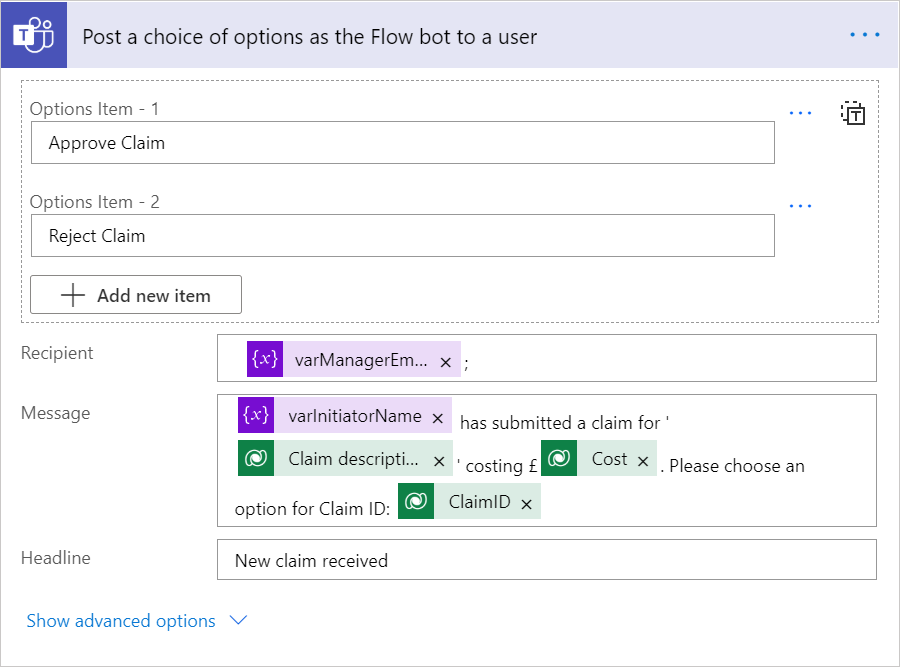 Post a choice of options as the Flow bot to a user
Options Item - 1
Approve Claim
Options Item - 2
Reject Claim
Add new item
Recipient
{x} varManagerEm... × ;
Message
{x} varInitiatorName × has submitted a claim for '
Claim descripti... × ' costing £ Cost × . Please choose an
option for Claim ID: ClaimID ×
Headline
New claim received
Show advanced options